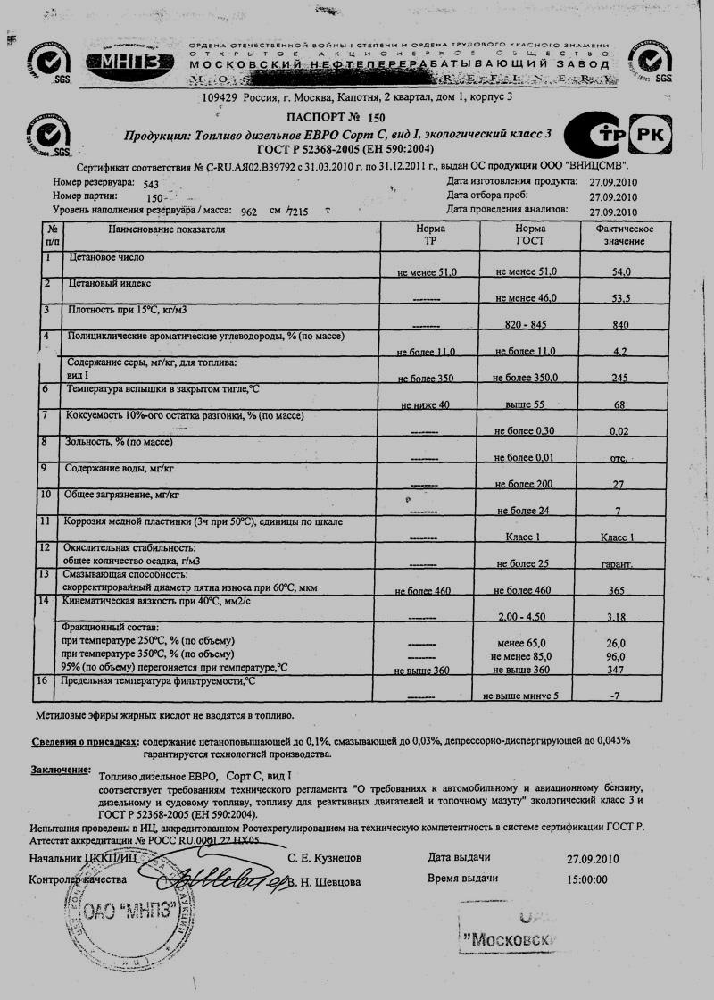 ОРДЕНА ОТЕЧЕСТВЕННОЙ ВОЙНЫ I СТЕПЕНИ И ОРДЕНА ТРУДОВОГО КРАСНОГО ЗНАМЕНИ
ОТКРЫТОЕ АКЦИОНЕРНОЕ ОБЩЕСТВО
МОСКОВСКИЙ НЕФТЕПЕРЕРАБАТЫВАЮЩИЙ ЗАВОД
REFINERY
МНПЗ
SGS
SGS
109429 Россия, г. Москва, Капотня, 2 квартал, дом 1, корпус 3
ПАСПОРТ № 150
Продукция: Топливо дизельное ЕВРО Сорт С, вид I, экологический класс 3
ГОСТ Р 52368-2005 (ЕН 590:2004)
SGS
СТР РК
Сертификат соответствия № C-RU.АЯ02.В39792 с 31.03.2010 г. по 31.12.2011 г., выдан ОС продукции ООО "ВНИЦСМВ".
Номер резервуара: 543 Дата изготовления продукта: 27.09.2010
Номер партии: 150 Дата отбора проб: 27.09.2010
Уровень наполнения резервуара / масса: 962 см /7215 т Дата проведения анализов: 27.09.2010
№ п/п Наименование показателя Норма ТР Норма ГОСТ Фактическое значение
1 Цетановое число не менее 51,0 не менее 51,0 54,0
2 Цетановый индекс -------- не менее 46,0 53,5
3 Плотность при 15°С, кг/м3 -------- 820 - 845 840
4 Полициклические ароматические углеводороды, % (по массе) не более 11,0 не более 11,0 4,2
Содержание серы, мг/кг, для топлива:
вид I не более 350 не более 350,0 245
6 Температура вспышки в закрытом тигле,°С не ниже 40 выше 55 68
7 Коксуемость 10%-ого остатка разгонки, % (по массе) -------- не более 0,30 0,02
8 Зольность, % (по массе) -------- не более 0,01 отс.
9 Содержание воды, мг/кг -------- не более 200 27
10 Общее загрязнение, мг/кг -------- не более 24 7
11 Коррозия медной пластинки (3ч при 50°С), единицы по шкале -------- Класс 1 Класс 1
12 Окислительная стабильность:
общее количество осадка, г/м3 -------- не более 25 гарант.
13 Смазывающая способность:
скорректированный диаметр пятна износа при 60°С, мкм не более 460 не более 460 365
14 Кинематическая вязкость при 40°С, мм2/с -------- 2,00 - 4,50 3,18
Фракционный состав:
при температуре 250°С, % (по объему) -------- менее 65,0 26,0
при температуре 350°С, % (по объему) -------- не менее 85,0 96,0
95% (по объему) перегоняется при температуре,°С не выше 360 не выше 360 347
16 Предельная температура фильтруемости,°С -------- не выше минус 5 -7
Метиловые эфиры жирных кислот не вводятся в топливо.
Сведения о присадках: содержание цетаноповышающей до 0,1%, смазывающей до 0,03%, депрессорно-диспергирующей до 0,045%
гарантируется технологией производства.
Заключение: Топливо дизельное ЕВРО, Сорт С, вид I
соответствует требованиям технического регламента "О требованиях к автомобильному и авиационному бензину,
дизельному и судовому топливу, топливу для реактивных двигателей и топочному мазуту" экологический класс 3 и
ГОСТ Р 52368-2005 (ЕН 590:2004).
Испытания проведены в ИЦ, аккредитованном Ростехрегулированием на техническую компетентность в системе сертификации ГОСТ Р.
Аттестат аккредитации № РОСС RU.0001.22 НХ05
Начальник ЦККП/ИЦ С. Е. Кузнецов Дата выдачи 27.09.2010
Контролер качества В. Н. Шевцова Время выдачи 15:00:00
ОАО "МНПЗ"
"Московск